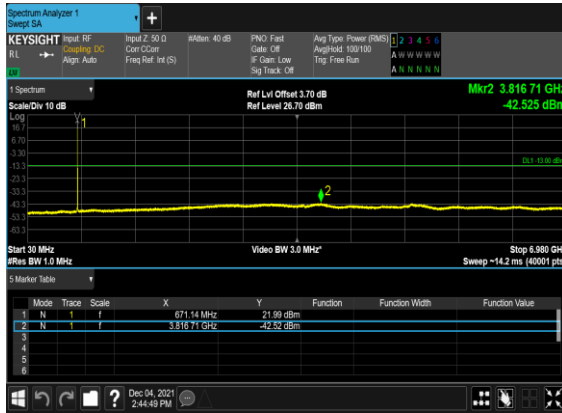 Spectrum Analyzer 1
Swept SA
+
KEYSIGHT Input: RF Input Z: 50 Ω #Atten: 40 dB PNO: Fast Avg Type: Power (RMS) 1 2 3 4 5 6
RL Coupling: DC Corr CCorr Gate: Off Avg|Hold: 100/100 A W W W W W
Align: Auto Freq Ref: Int (S) IF Gain: Low Trig: Free Run
Sig Track: Off A N N N N N
1 Spectrum Ref Lvl Offset 3.70 dB Mkr2 3.816 71 GHz
Scale/Div 10 dB Ref Level 26.70 dBm -42.525 dBm
Log
16.7
6.70
-3.30
-13.3
-23.3
-33.3
-43.3
-53.3
-63.3
1
DL1 -13.00 dBm
2
Start 30 MHz Video BW 3.0 MHz* Stop 6.980 GHz
#Res BW 1.0 MHz Sweep ~14.2 ms (40001 pts)
5 Marker Table
Mode Trace Scale X Y Function Function Width Function Value
1 N 1 f 671.14 MHz 21.99 dBm
2 N 1 f 3.816 71 GHz -42.52 dBm
3
4
5
6
? Dec 04, 2021
2:44:49 PM